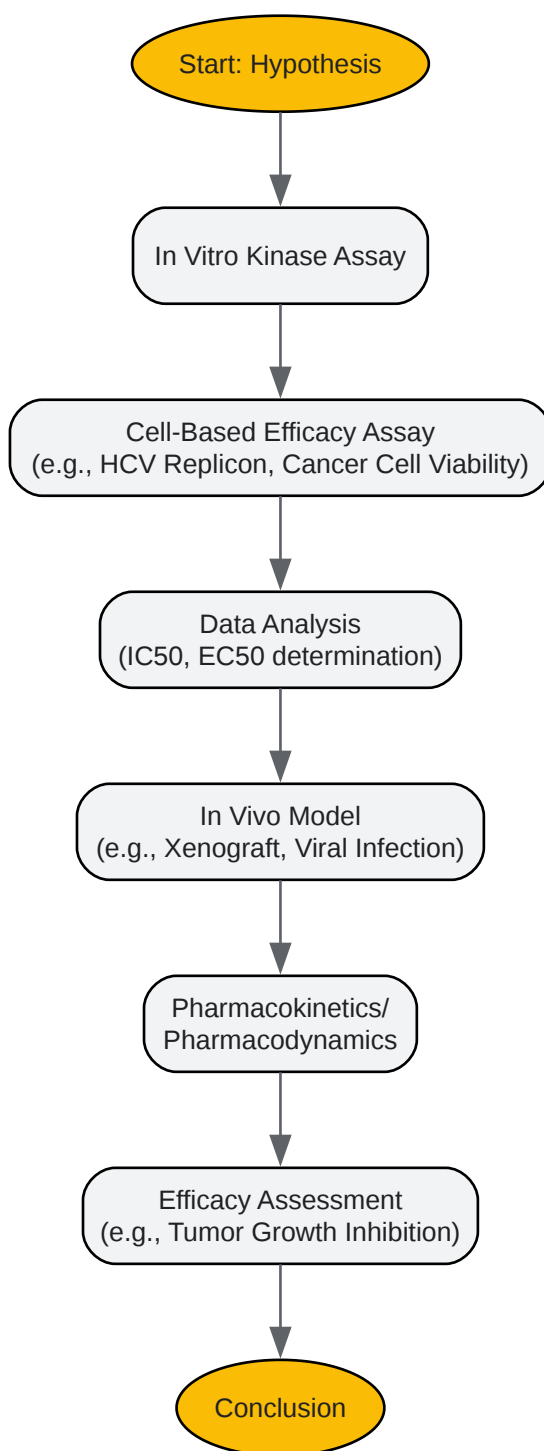 Start: Hypothesis
In Vitro Kinase Assay
Cell-Based Efficacy Assay
(e.g., HCV Replicon, Cancer Cell Viability)
Data Analysis
(IC50, EC50 determination)
In Vivo Model
(e.g., Xenograft, Viral Infection)
Pharmacokinetics/
Pharmacodynamics
Efficacy Assessment
(e.g., Tumor Growth Inhibition)
Conclusion